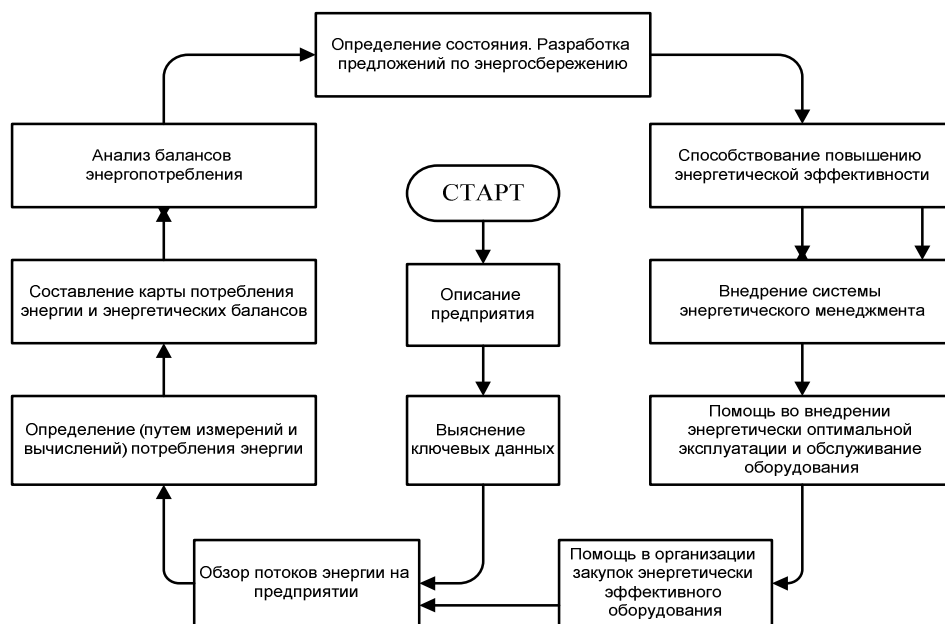 Определение состояния. Разработка
предложений по энергосбережению
Анализ балансов
энергопотребления
СТАРТ
Способствование повышению
энергетической эффективности
Составление карты потребления
энергии и энергетических балансов
Описание
предприятия
Внедрение системы
энергетического менеджмента
Определение (путем измерений и
вычислений) потребления энергии
Выяснение
ключевых данных
Помощь во внедрении
энергетически оптимальной
эксплуатации и обслуживание
оборудования
Обзор потоков энергии на
предприятии
Помощь в организации
закупок энергетически
эффективного
оборудования